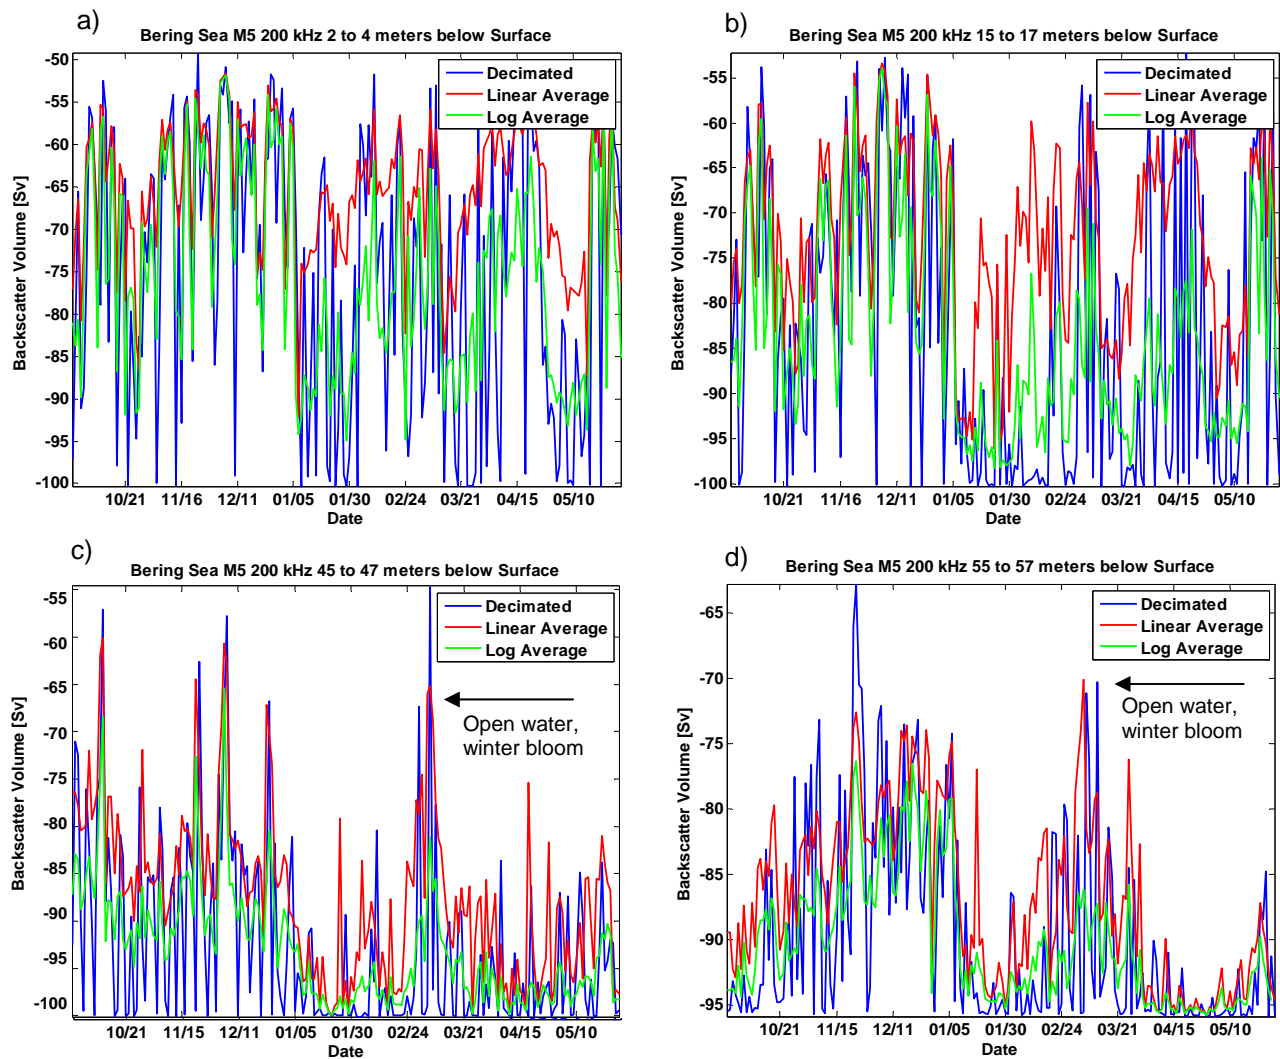 a)
Bering Sea M5 200 kHz 2 to 4 meters below Surface
Backscatter Volume [Sv]
-50
-55
-60
-65
-70
-75
-80
-85
-90
-95
-100
Decimated
Linear Average
Log Average
10/21 11/16 12/11 01/05 01/30 02/24 03/21 04/15 05/10
Date
b)
Bering Sea M5 200 kHz 15 to 17 meters below Surface
Backscatter Volume [Sv]
-55
-60
-65
-70
-75
-80
-85
-90
-95
-100
Decimated
Linear Average
Log Average
10/21 11/16 12/11 01/05 01/30 02/24 03/21 04/15 05/10
Date
c)
Bering Sea M5 200 kHz 45 to 47 meters below Surface
Backscatter Volume [Sv]
-55
-60
-65
-70
-75
-80
-85
-90
-95
-100
Decimated
Linear Average
Log Average
Open water,
winter bloom
10/21 11/15 12/11 01/05 01/30 02/24 03/21 04/15 05/10
Date
d)
Bering Sea M5 200 kHz 55 to 57 meters below Surface
Backscatter Volume [Sv]
-65
-70
-75
-80
-85
-90
-95
Decimated
Linear Average
Log Average
Open water,
winter bloom
10/21 11/15 12/11 01/05 01/30 02/24 03/21 04/15 05/10
Date